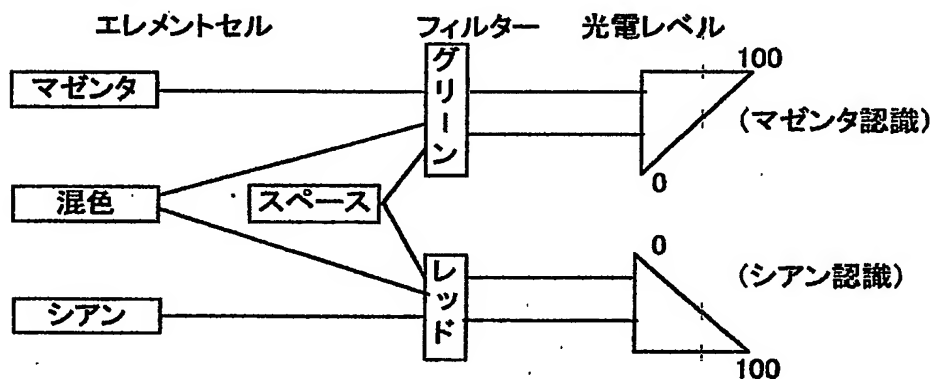 エレメントセル
フィルター
光電レベル
マゼンタ
グリーン
100
(マゼンタ認識)
0
混色
スペース
0
レッド
(シアン認識)
シアン
100